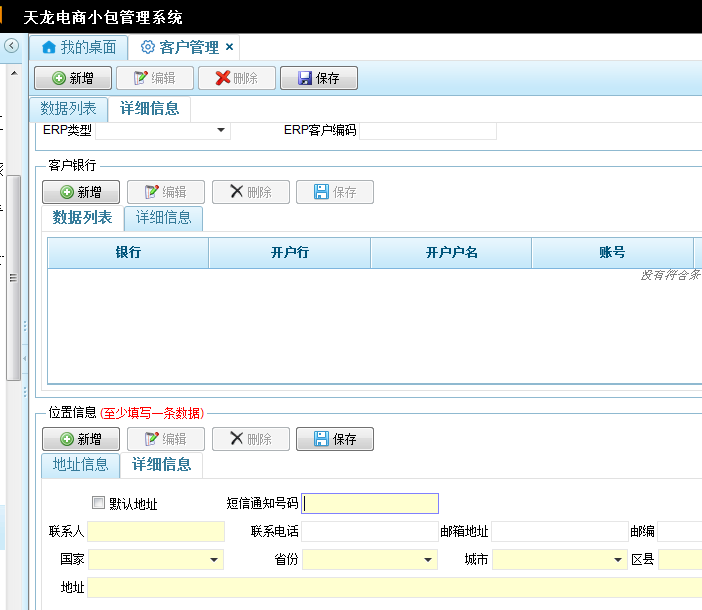 天龙电商小包管理系统
我的桌面 客户管理 ×
新增 编辑 删除 保存
数据列表 详细信息
ERP类型 ERP客户编码
客户银行
新增 编辑 删除 保存
数据列表 详细信息
银行 开户行 开户户名 账号
没有符合条
位置信息 (至少填写一条数据)
新增 编辑 删除 保存
地址信息 详细信息
默认地址 短信通知号码
联系人 联系电话 邮箱地址 邮编
国家 省份 城市 区县
地址